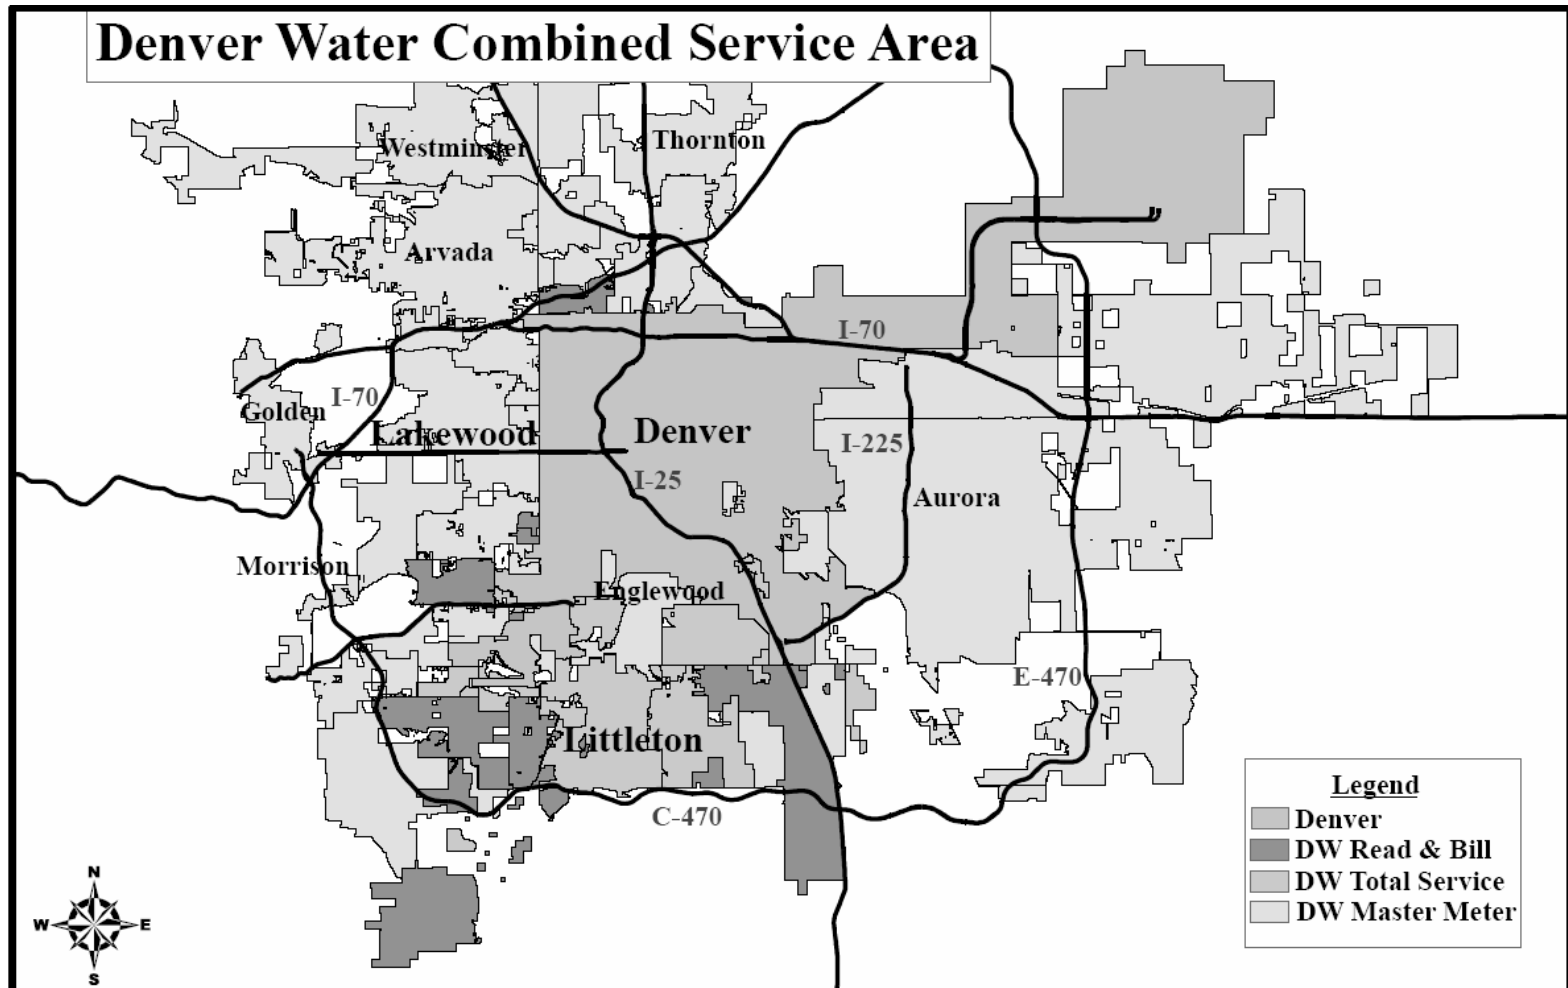 Denver Water Combined Service Area
Westminster
Thornton
Arvada
I-70
Golden
I-70
Lakewood
Denver
I-225
I-25
Aurora
Morrison
Englewood
E-470
Littleton
C-470
Legend
Denver
DW Read & Bill
DW Total Service
DW Master Meter
N
W
E
S